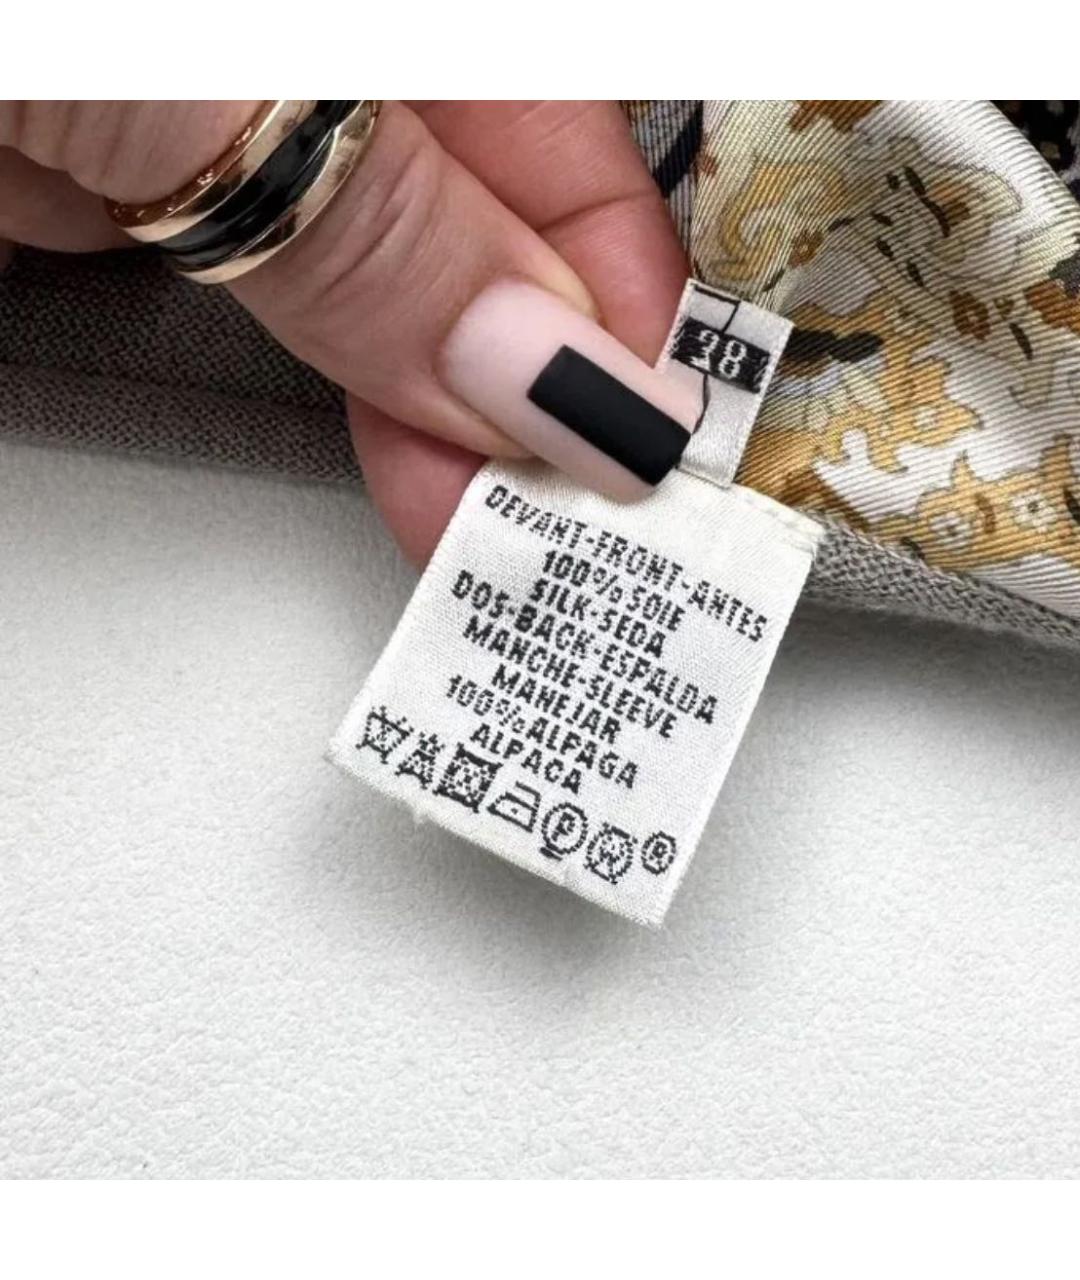 38
DEVANT-FRONT-ANTES
100% SOIE
SILK-SEDA
DOS-BACK-ESPALDA
MANCHE-SLEEVE
MANEJAR
100% ALPAGA
ALPACA
P W ®